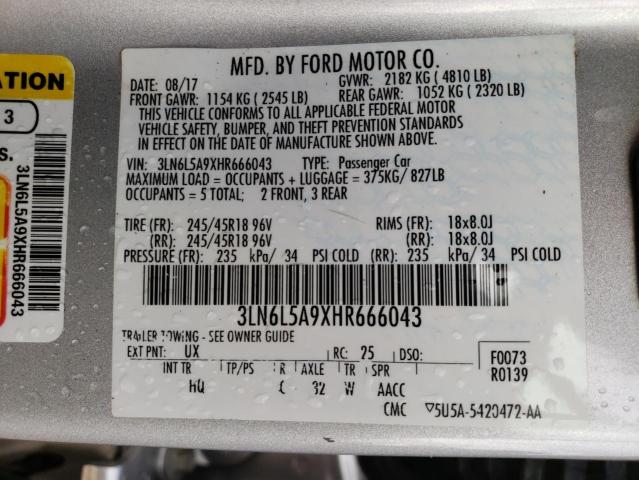 MFD. BY FORD MOTOR CO.
DATE: 08/17 GVWR: 2182 KG ( 4810 LB)
FRONT GAWR: 1154 KG ( 2545 LB) REAR GAWR: 1052 KG ( 2320 LB)
THIS VEHICLE CONFORMS TO ALL APPLICABLE FEDERAL MOTOR
VEHICLE SAFETY, BUMPER, AND THEFT PREVENTION STANDARDS
IN EFFECT ON THE DATE OF MANUFACTURE SHOWN ABOVE.
VIN: 3LN6L5A9XHR666043 TYPE: Passenger Car
MAXIMUM LOAD = OCCUPANTS + LUGGAGE = 375KG/ 827LB
OCCUPANTS = 5 TOTAL; 2 FRONT, 3 REAR
TIRE (FR): 245/45R18 96V RIMS (FR): 18x8.0J
(RR): 245/45R18 96V (RR): 18x8.0J
PRESSURE (FR): 235 kPa/ 34 PSI COLD (RR): 235 kPa/ 34 PSI COLD
3LN6L5A9XHR666043
TRAILER TOWING - SEE OWNER GUIDE
EXT PNT: UX RC: 25 DSO: F0073
INT TR TP/PS R AXLE TR SPR R0139
HQ 32 W AACC
CMC ▽5U5A-5420472-AA
ATION
3
S.
3LN6L5A9XHR666043